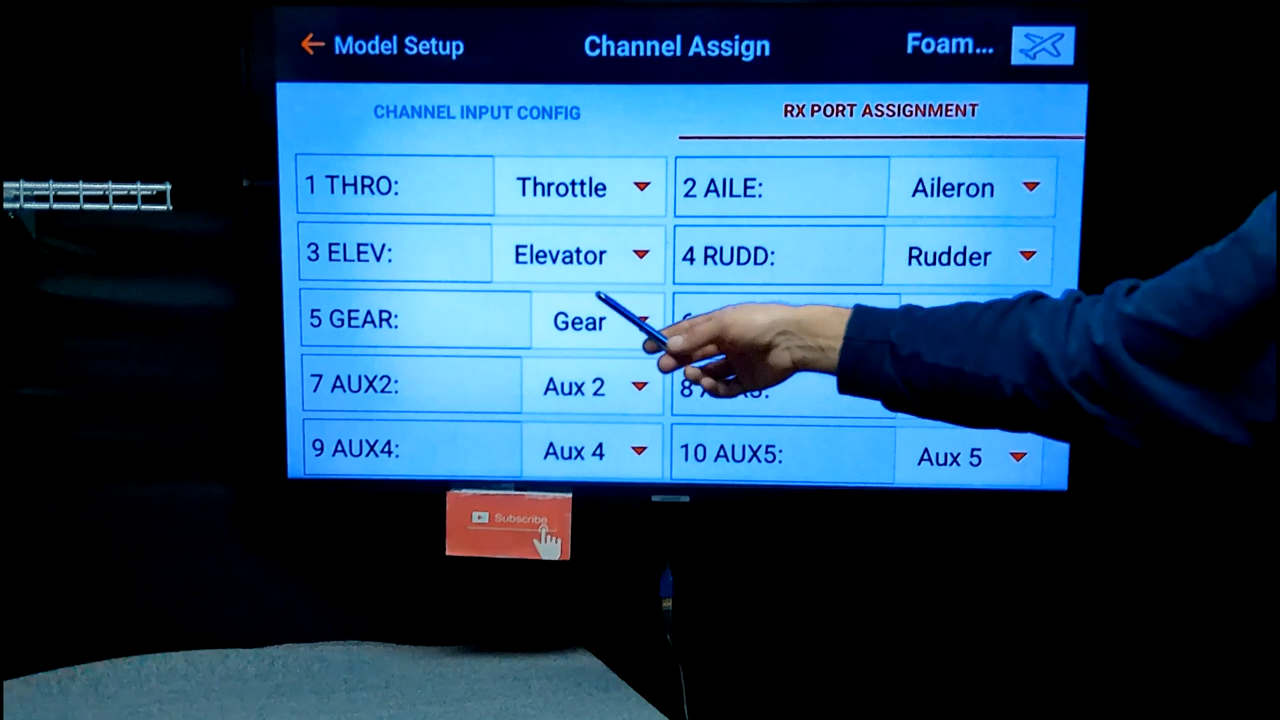 Model Setup Channel Assign Foam...
CHANNEL INPUT CONFIG RX PORT ASSIGNMENT
1 THRO: Throttle 2 AILE: Aileron
3 ELEV: Elevator 4 RUDD: Rudder
5 GEAR: Gear
7 AUX2: Aux 2 8
9 AUX4: Aux 4 10 AUX5: Aux 5
Subscribe